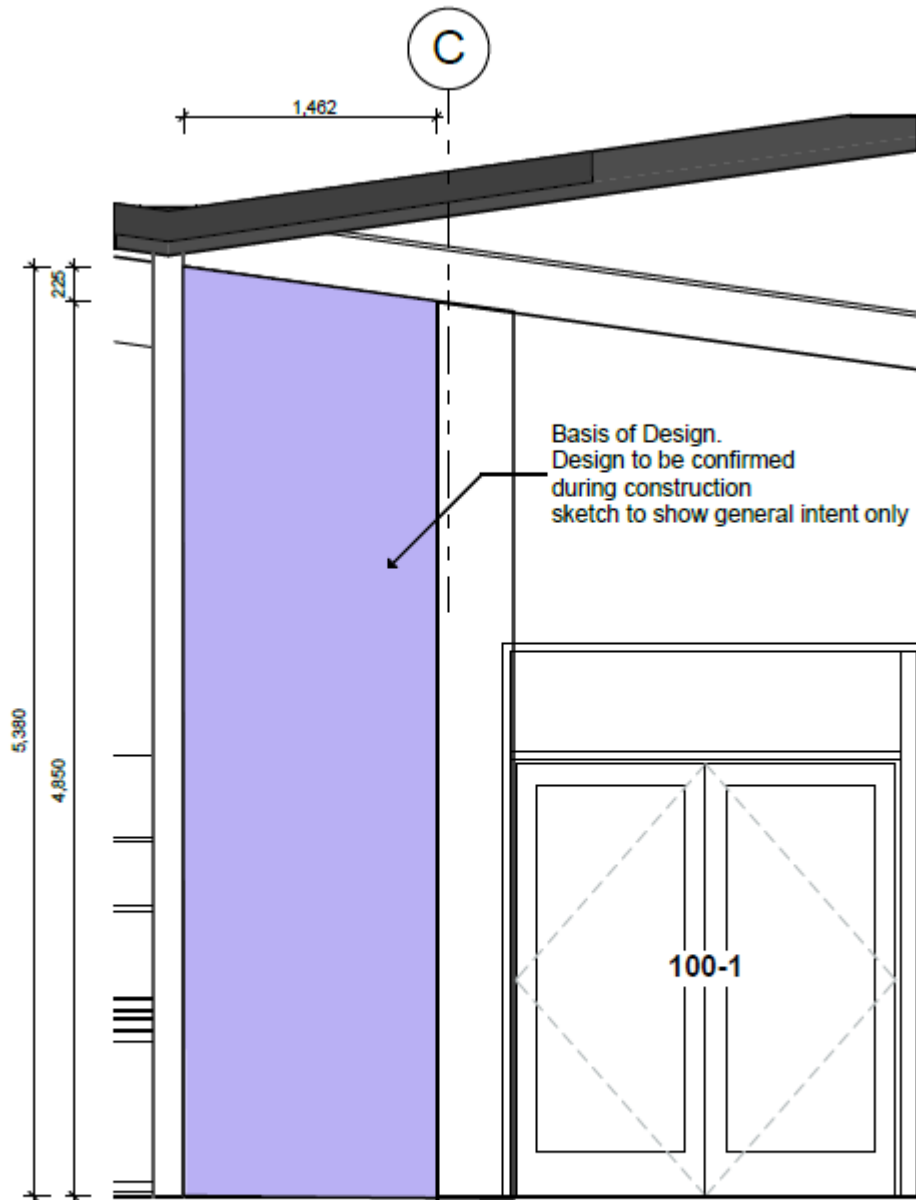 C
1,462
225
Basis of Design.
Design to be confirmed
during construction
sketch to show general intent only
5,380
4,850
100-1